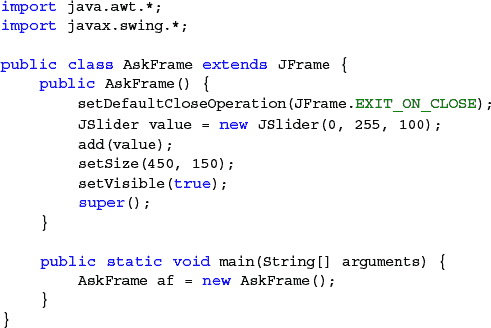 import java.awt.*;
import javax.swing.*;

public class AskFrame extends JFrame {
    public AskFrame() {
        setDefaultCloseOperation(JFrame.EXIT_ON_CLOSE);
        JSlider value = new JSlider(0, 255, 100);
        add(value);
        setSize(450, 150);
        setVisible(true);
        super();
    }

    public static void main(String[] arguments) {
        AskFrame af = new AskFrame();
    }
}